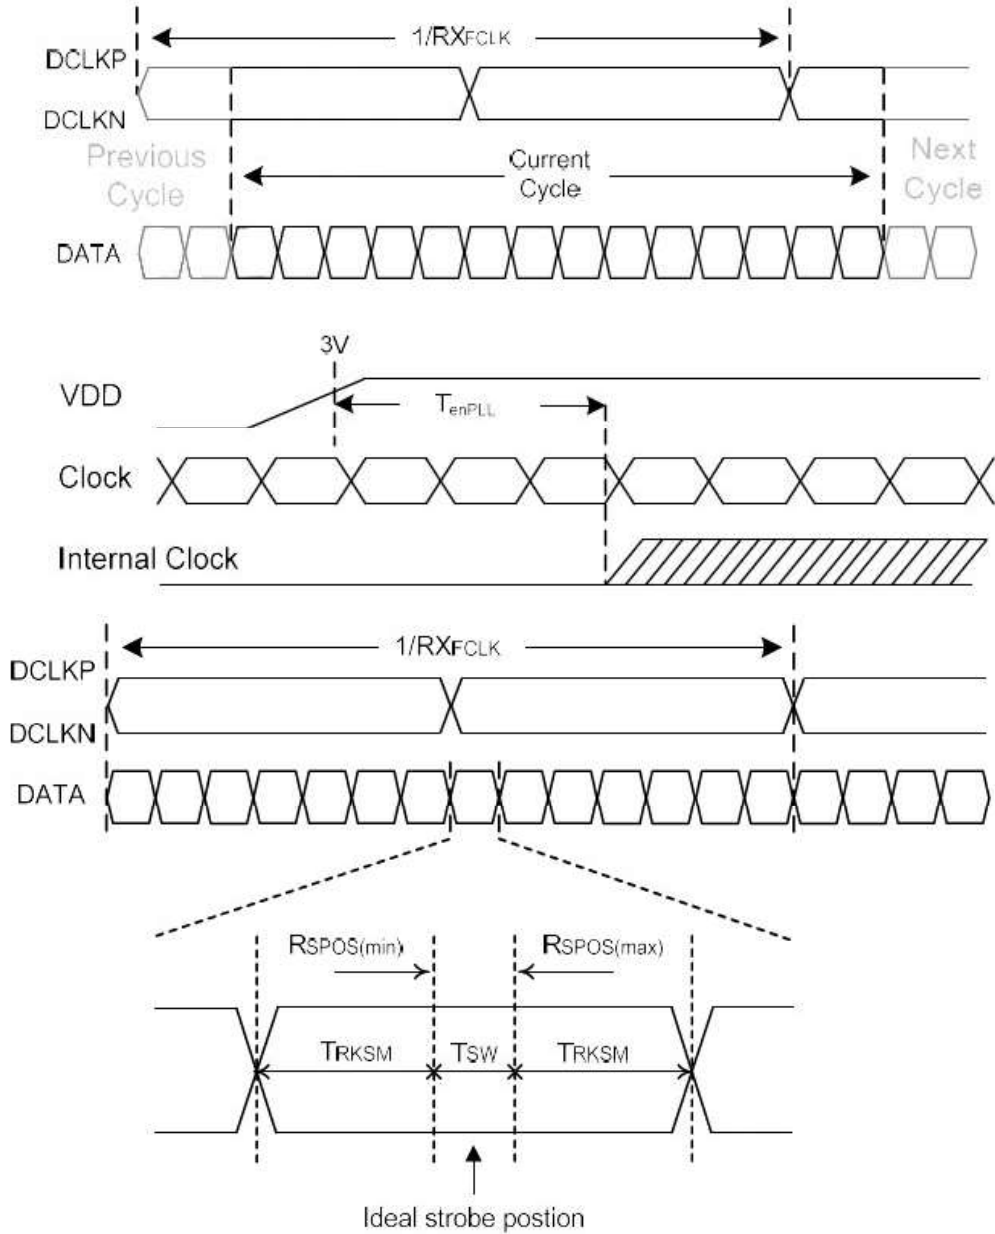 1/RXFCLK
DCLKP
DCLKN
Previous
Cycle
Current
Cycle
Next
Cycle
DATA
3V
VDD
TenPLL
Clock
Internal Clock
1/RXFCLK
DCLKP
DCLKN
DATA
RSPOS(min)
RSPOS(max)
TRKSM
TSW
TRKSM
Ideal strobe postion